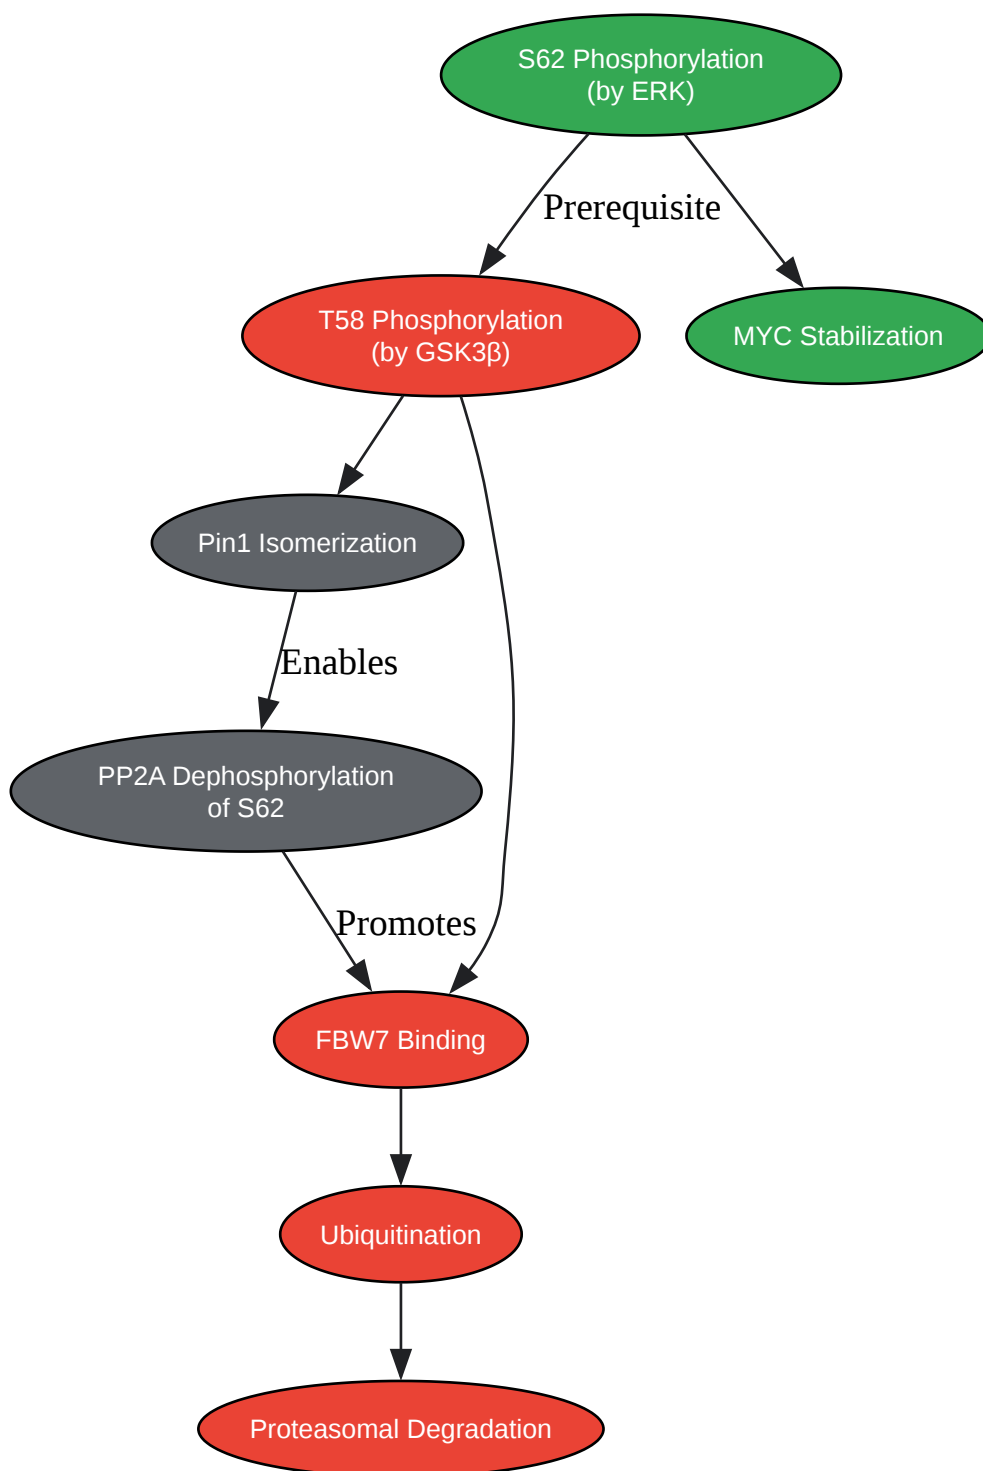 S62 Phosphorylation
(by ERK)
Prerequisite
T58 Phosphorylation
(by GSK3β)
MYC Stabilization
Pin1 Isomerization
Enables
PP2A Dephosphorylation
of S62
Promotes
FBW7 Binding
Ubiquitination
Proteasomal Degradation